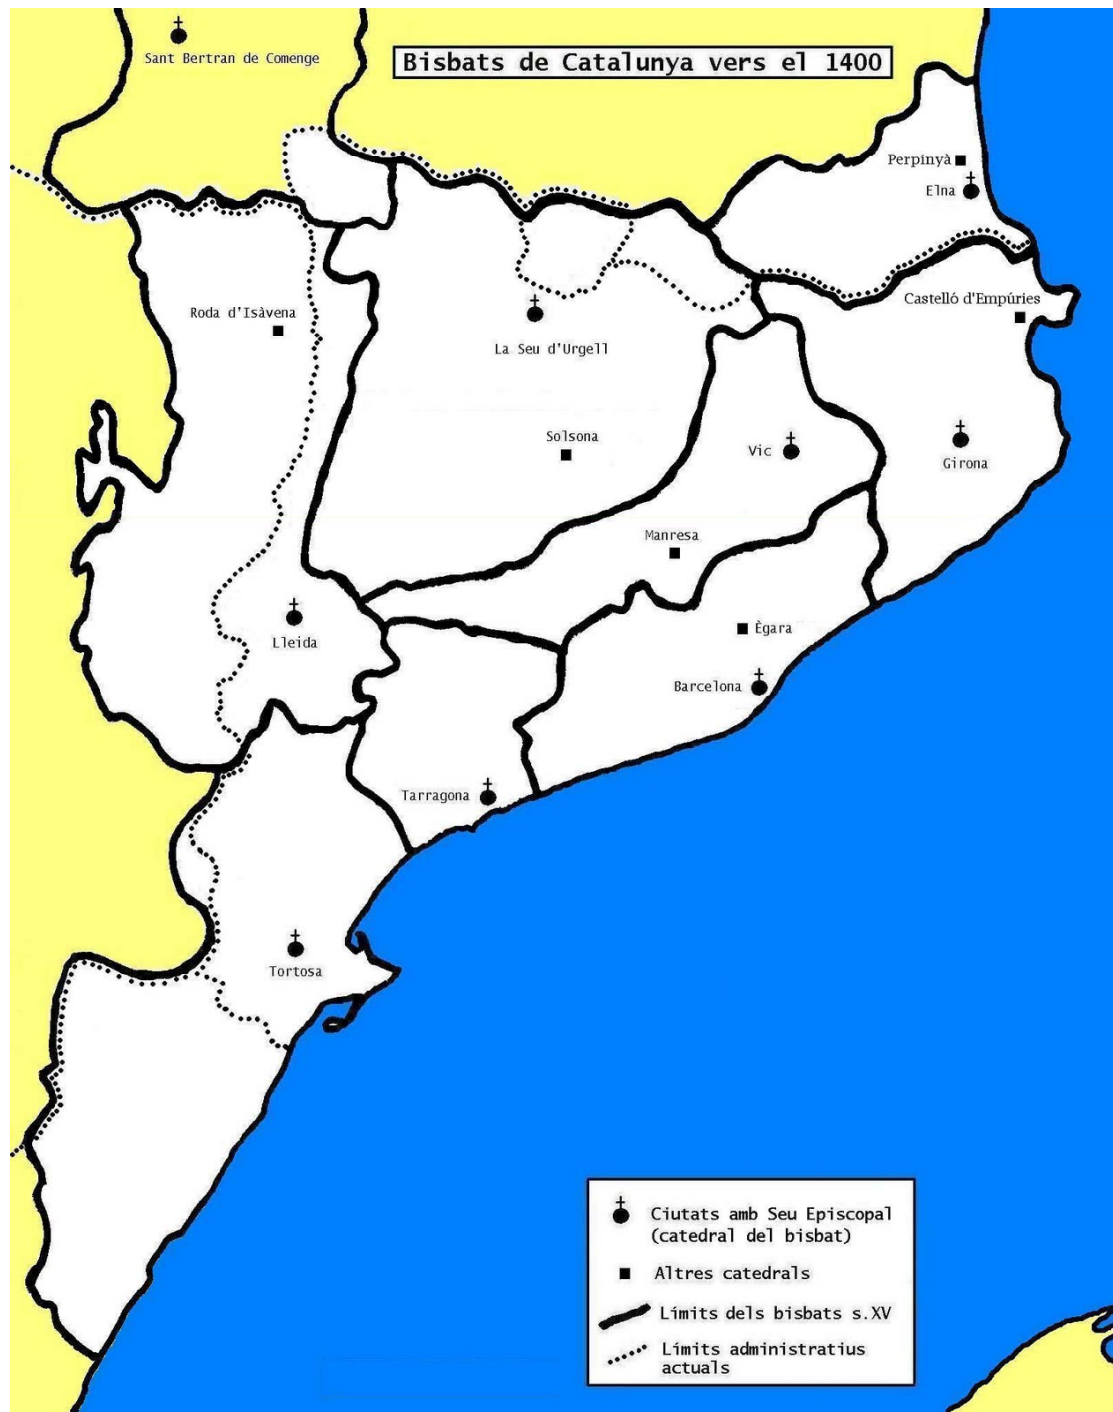 Sant Bertran de Comenge
Bisbats de Catalunya vers el 1400
Perpinyà
Elna
Roda d'Isàvena
Castelló d'Empúries
La Seu d'Urgell
Solsona
Vic
Girona
Manresa
Lleida
Ègara
Barcelona
Tarragona
Tortosa
Ciutats amb Seu Episcopal
(catedral del bisbat)
Altres catedrals
Límits dels bisbats s.XV
Límits administratius
actuals